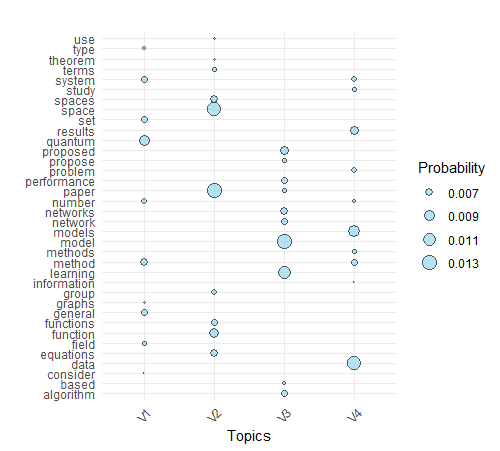 use
type
theorem
terms
system
study
spaces
space
set
results
quantum
proposed
propose
problem
performance
paper
number
networks
network
models
model
methods
method
learning
information
group
graphs
general
functions
function
field
equations
data
consider
based
algorithm
V1 V2 V3 V4
Topics
Probability
0.007
0.009
0.011
0.013